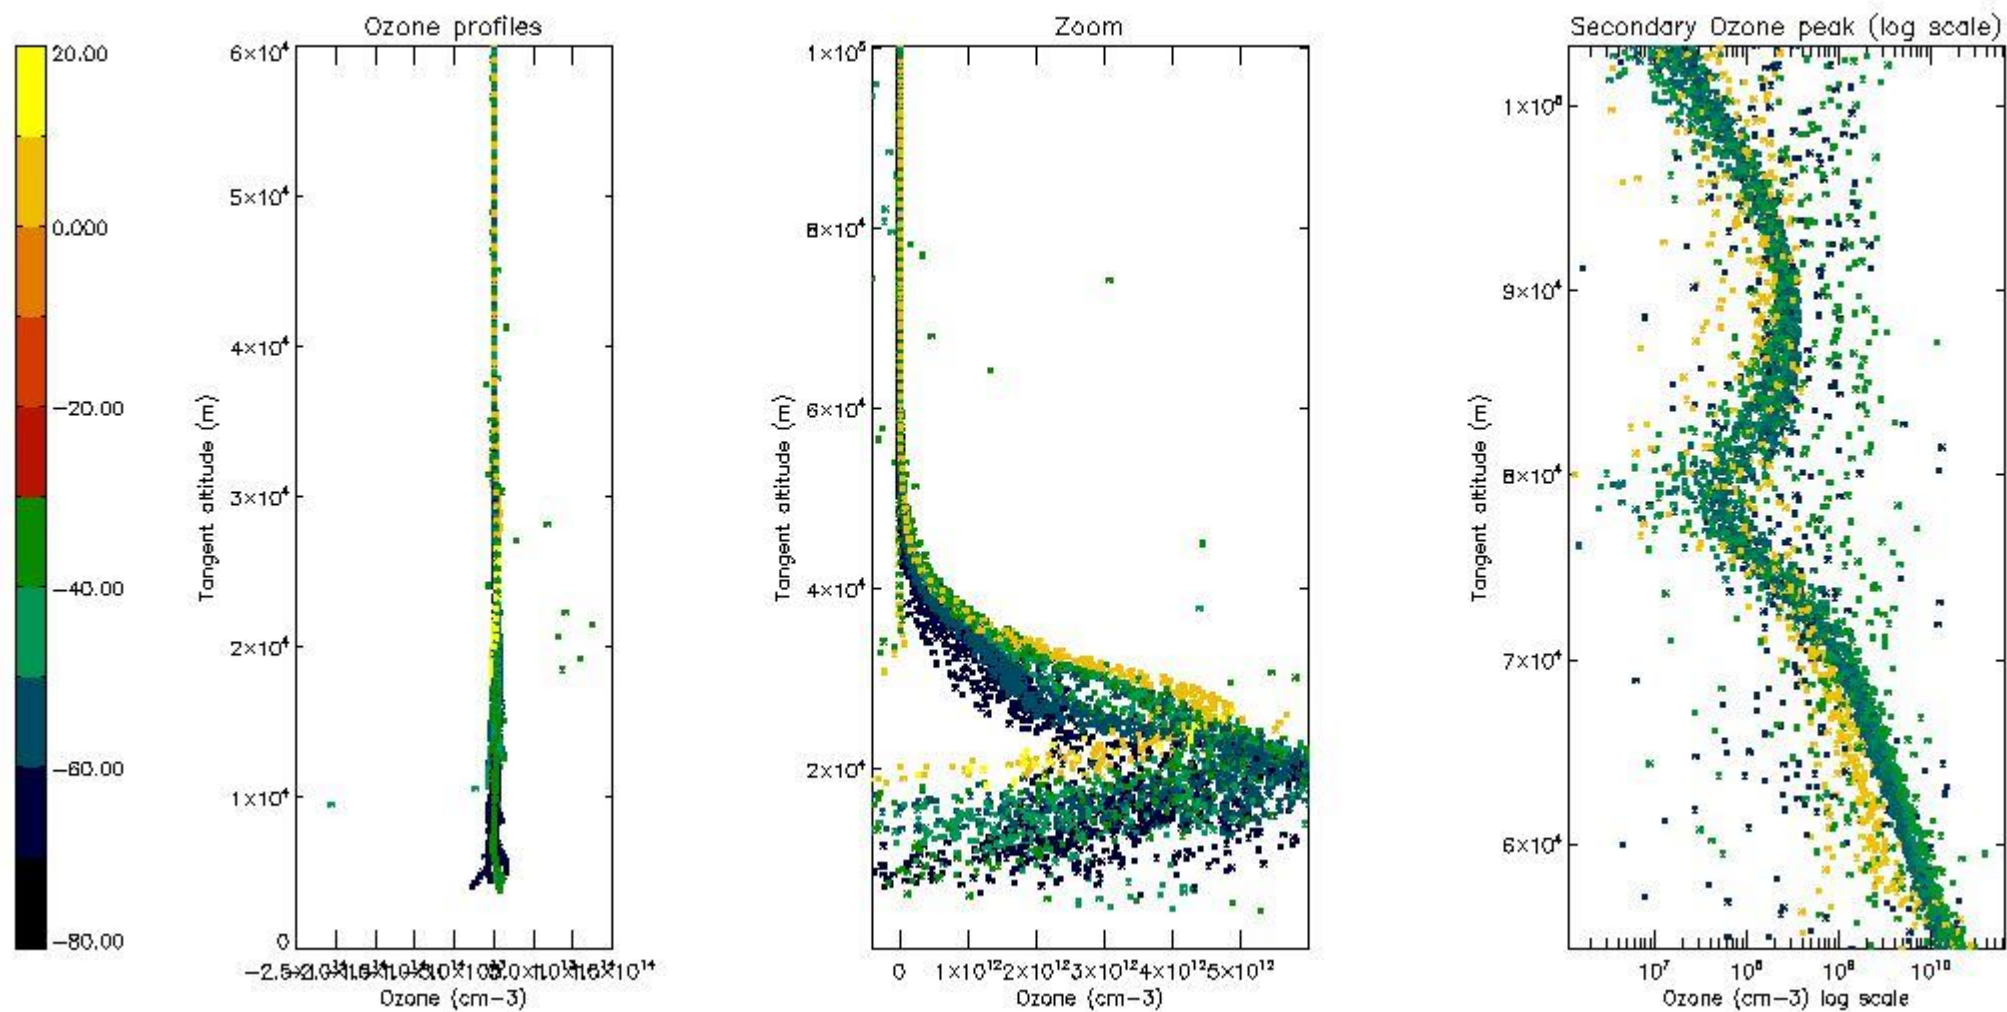 Ozone profiles
Zoom
Secondary Ozone peak (log scale)
20.00
0.000
−20.00
−40.00
−60.00
−80.00
6×10⁴
5×10⁴
4×10⁴
3×10⁴
2×10⁴
1×10⁴
0
Tangent altitude (m)
Ozone (cm−3)
1×10⁵
8×10⁴
6×10⁴
4×10⁴
2×10⁴
Tangent altitude (m)
0 1×10¹² 2×10¹² 3×10¹² 4×10¹² 5×10¹²
Ozone (cm−3)
1×10⁵
9×10⁴
8×10⁴
7×10⁴
6×10⁴
Tangent altitude (m)
10⁷ 10⁸ 10⁹ 10¹⁰
Ozone (cm−3) log scale